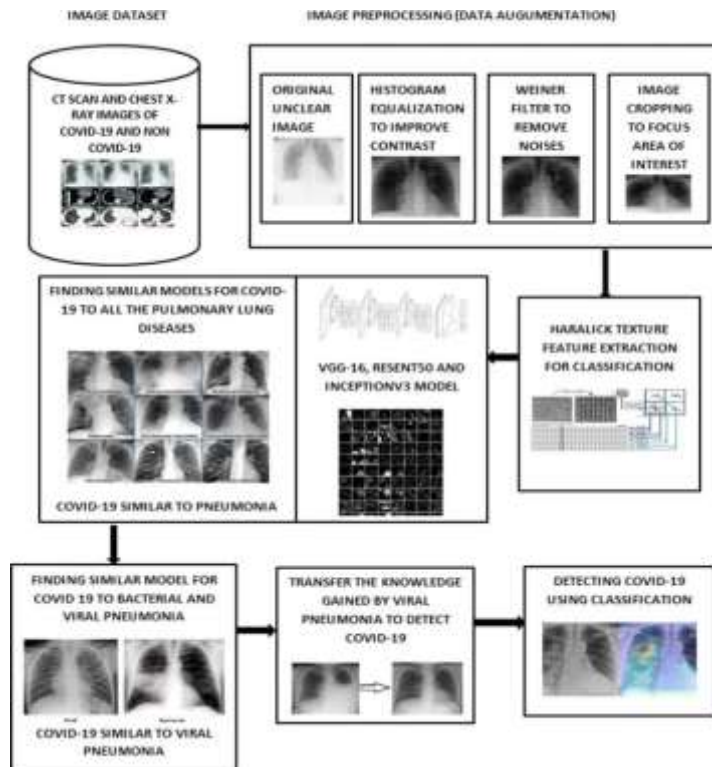 IMAGE DATASET
IMAGE PREPROCESSING (DATA AUGUMENTATION)
CT SCAN AND CHEST X-
RAY IMAGES OF
COVID-19 AND NON
COVID-19
ORIGINAL
UNCLEAR
IMAGE
HISTOGRAM
EQUALIZATION
TO IMPROVE
CONTRAST
WEINER
FILTER TO
REMOVE
NOISES
IMAGE
CROPPING
TO FOCUS
AREA OF
INTEREST
HARALICK TEXTURE
FEATURE EXTRACTION
FOR CLASSIFICATION
VGG-16, RESENT50 AND
INCEPTIONV3 MODEL
FINDING SIMILAR MODELS FOR COVID-
19 TO ALL THE PULMONARY LUNG
DISEASES
COVID-19 SIMILAR TO PNEUMONIA
FINDING SIMILAR MODEL FOR
COVID 19 TO BACTERIAL AND
VIRAL PNEUMONIA
COVID-19 SIMILAR TO VIRAL
PNEUMONIA
TRANSFER THE KNOWLEDGE
GAINED BY VIRAL
PNEUMONIA TO DETECT
COVID-19
DETECTING COVID-19
USING CLASSIFICATION